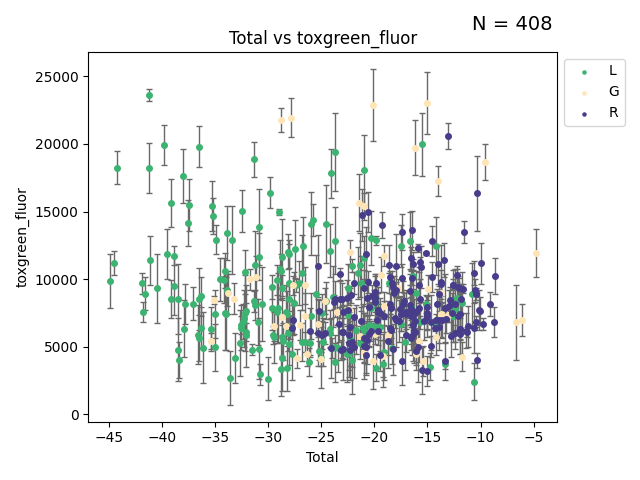 N = 408
Total vs toxgreen_fluor
L
G
R
toxgreen_fluor
25000
20000
15000
10000
5000
0
−45 −40 −35 −30 −25 −20 −15 −10 −5
Total